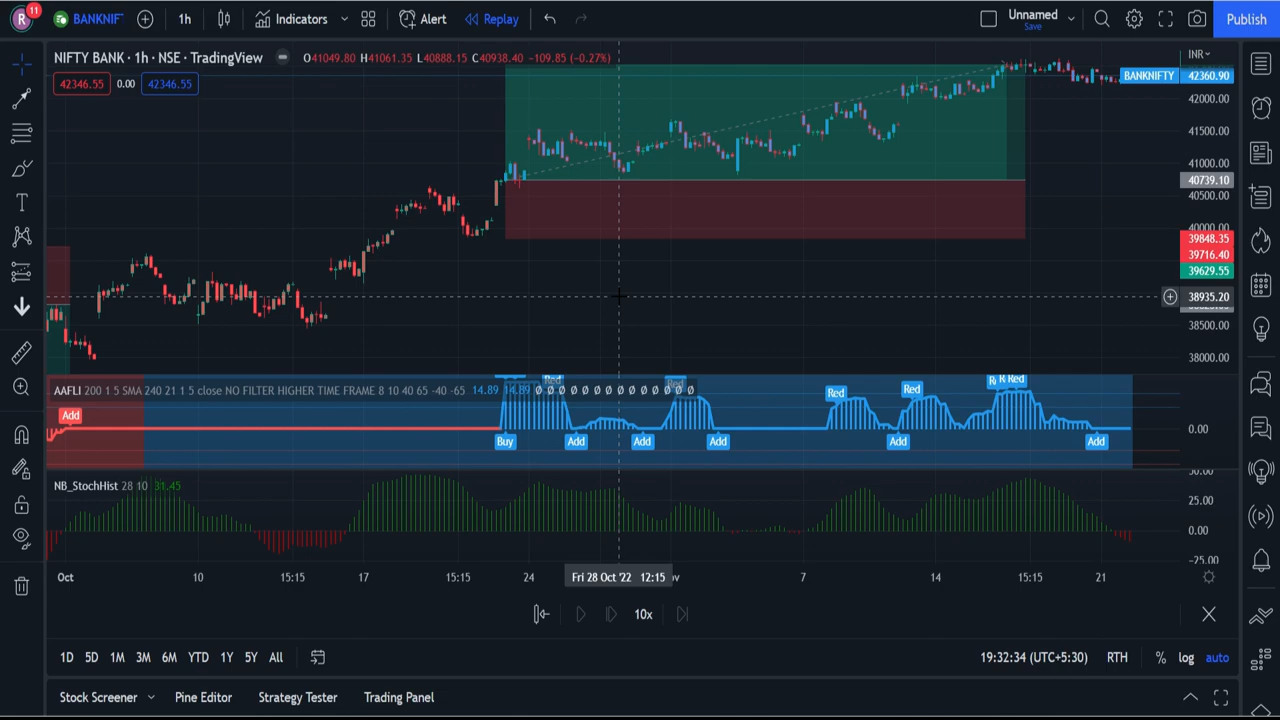 R 11 BANKNIF 1h Indicators Alert Replay Unnamed Save Publish
NIFTY BANK · 1h · NSE · TradingView O41049.80 H41061.35 L40888.15 C40938.40 -109.85 (-0.27%) INR
42346.55 0.00 42346.55
BANKNIFTY 42360.90
42000.00
41500.00
41000.00
40739.10
40500.00
40000.00
39848.35
39716.40
39629.55
38935.20
38500.00
38000.00
AAFLI 200 1 5 SMA 240 21 1 5 close NO FILTER HIGHER TIME FRAME 8 10 40 65 -40 -65 14.89 14.89 Ø Ø Ø Ø Ø Ø Ø Ø Ø Ø Ø Ø Ø Ø
Red Red Red Red R R Red
Add
0.00
Buy Add Add Add Add Add
50.00
NB_StochHist 28 10 31.45
25.00
0.00
-25.00
Oct 10 15:15 17 15:15 24 Fri 28 Oct '22 12:15 7 14 15:15 21
10x
1D 5D 1M 3M 6M YTD 1Y 5Y All 19:32:34 (UTC+5:30) RTH % log auto
Stock Screener Pine Editor Strategy Tester Trading Panel